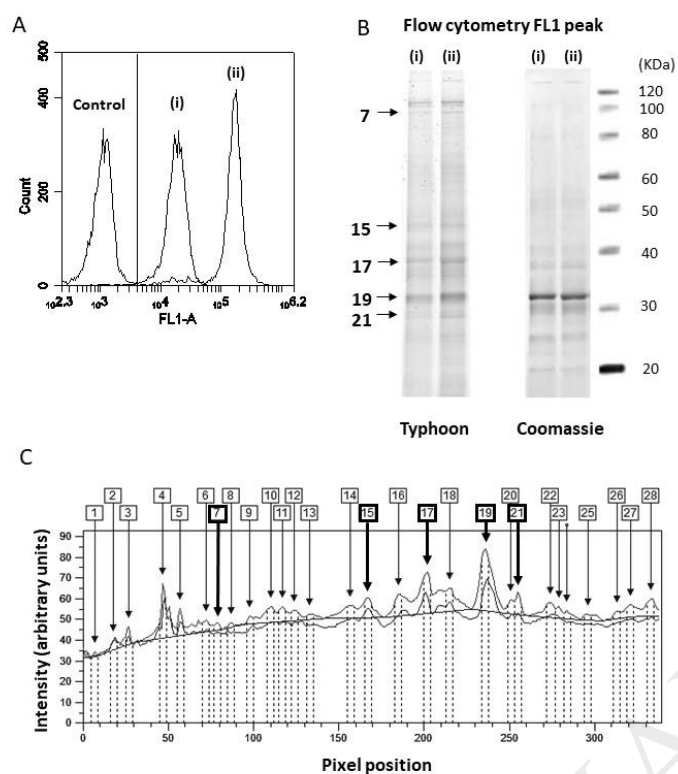 A
Control
(i)
(ii)
500
400
200
0
Count
10^2.3
10^3
10^4
10^5
10^6.2
FL1-A
B
Flow cytometry FL1 peak
(i) (ii) (i) (ii) (KDa)
7
15
17
19
21
120
100
80
60
50
40
30
20
Typhoon Coomassie
C
2 4 6 8 10 12 14 16 18 20 22 26 28
1 3 5 7 9 11 13 15 17 19 21 23 25 27
90
80
70
60
50
40
30
20
10
0
Intensity (arbitrary units)
0 50 100 150 200 250 300
Pixel position